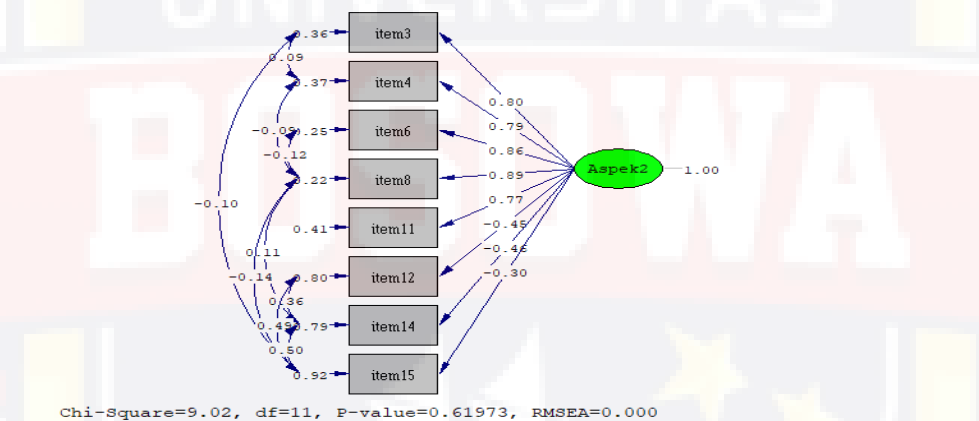 UNIVERSITAS
BOSOWA
0.36 item3
0.09
0.37 item4
0.80
0.79
-0.09 0.25 item6
0.86
-0.12
0.22 item8
0.89
Aspek2 1.00
0.77
-0.10
0.41 item11
-0.45
-0.46
0.11
-0.30
-0.14 0.80 item12
0.36
0.49 0.79 item14
0.50
0.92 item15
Chi-Square=9.02, df=11, P-value=0.61973, RMSEA=0.000